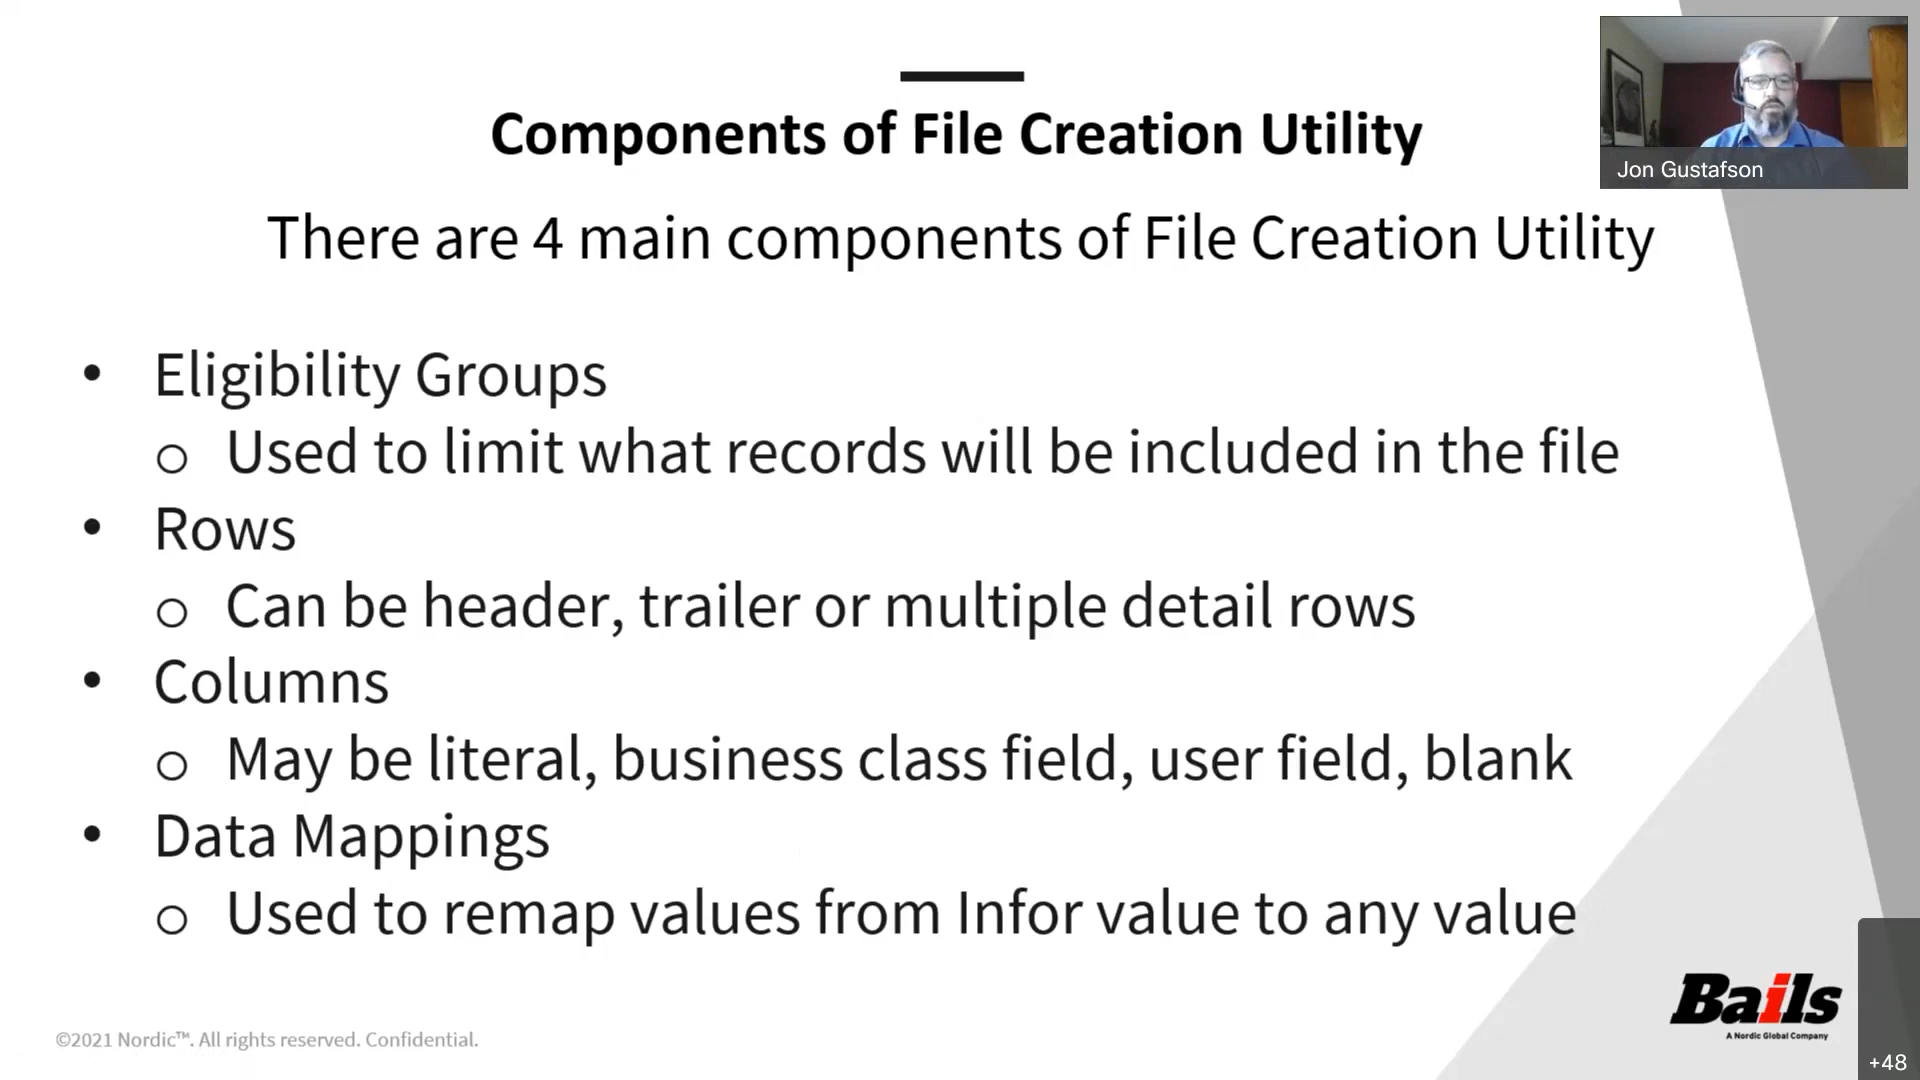 Components of File Creation Utility
Jon Gustafson
There are 4 main components of File Creation Utility
• Eligibility Groups
o Used to limit what records will be included in the file
• Rows
o Can be header, trailer or multiple detail rows
• Columns
o May be literal, business class field, user field, blank
• Data Mappings
o Used to remap values from Infor value to any value
Bails
A Nordic Global Company
©2021 Nordic™. All rights reserved. Confidential.
+48